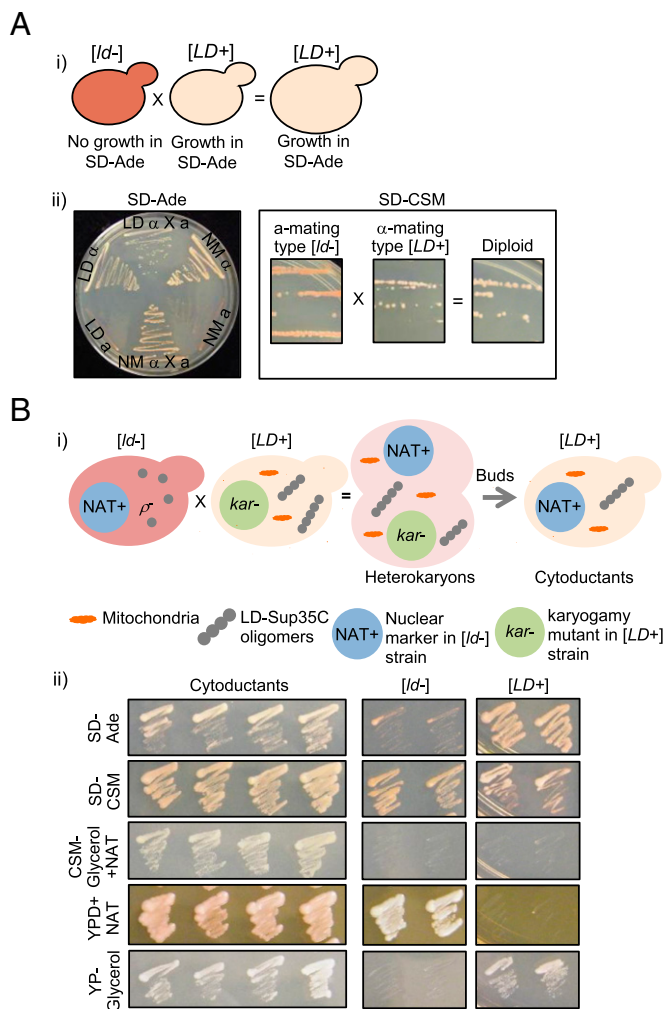 A
i)
[ld-]
[LD+]
[LD+]
X
=
No growth in
SD-Ade
Growth in
SD-Ade
Growth in
SD-Ade
ii)
SD-Ade
LD α X a
LD α
NM α
LD a
NM a
NM α X a
SD-CSM
a-mating
type [ld-]
α-mating
type [LD+]
Diploid
X
=
B
i)
[ld-]
[LD+]
[LD+]
NAT+
ρ-
X
kar-
=
NAT+
kar-
Buds
NAT+
Heterokaryons
Cytoductants
Mitochondria
LD-Sup35C
oligomers
NAT+
Nuclear
marker in [ld-]
strain
kar-
karyogamy
mutant in [LD+]
strain
ii)
Cytoductants
[ld-]
[LD+]
SD-
Ade
SD-
CSM
CSM-
Glycerol
+NAT
YPD+
NAT
YP-
Glycerol